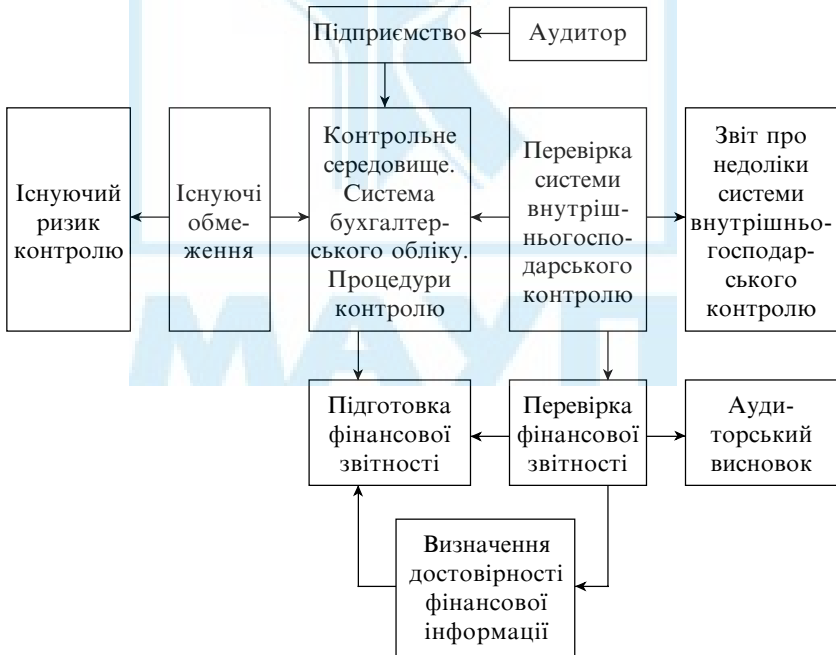 Підприємство
Аудитор
Існуючий
ризик
контролю
Існуючі
обме-
ження
Контрольне
середовище.
Система
бухгалтер-
ського обліку.
Процедури
контролю
Перевірка
системи
внутріш-
ньогоспо-
дарського
контролю
Звіт про
недоліки
системи
внутрішньо-
господар-
ського
контролю
МАУП
Підготовка
фінансової
звітності
Перевірка
фінансової
звітності
Ауди-
торський
висновок
Визначення
достовірності
фінансової
інформації